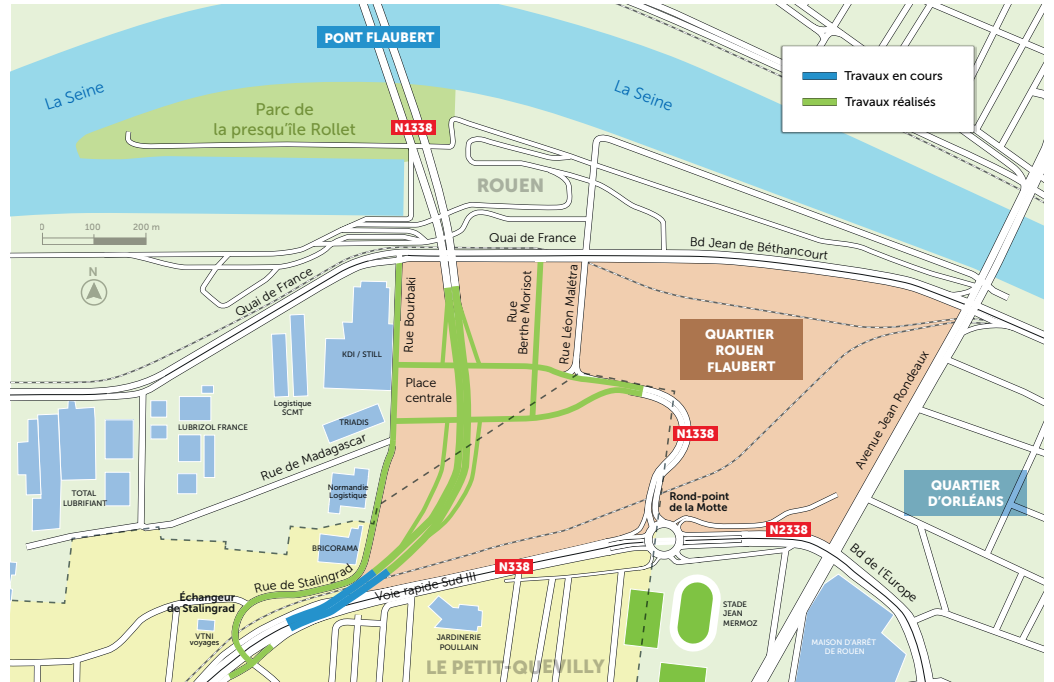 PONT FLAUBERT
La Seine
La Seine
Travaux en cours
Travaux réalisés
Parc de
la presqu'île Rollet
N1338
ROUEN
0 100 200 m
N
Quai de France
Bd Jean de Béthancourt
Quai de France
Rue Bourbaki
Rue
Berthe Morisot
Rue Léon Malétra
QUARTIER
ROUEN
FLAUBERT
KDI / STILL
Place
centrale
Logistique
SCMT
TRIADIS
LUBRIZOL FRANCE
Rue de Madagascar
N1338
Avenue Jean Rondeaux
QUARTIER
D'ORLÉANS
TOTAL
LUBRIFIANT
Normandie
Logistique
Rond-point
de la Motte
N2338
BRICORAMA
N338
Bd de l'Europe
Rue de Stalingrad
Voie rapide Sud III
Échangeur
de Stalingrad
VTNI
voyages
JARDINERIE
POULLAIN
STADE
JEAN
MERMOZ
MAISON D'ARRÊT
DE ROUEN
LE PETIT-QUEVILLY